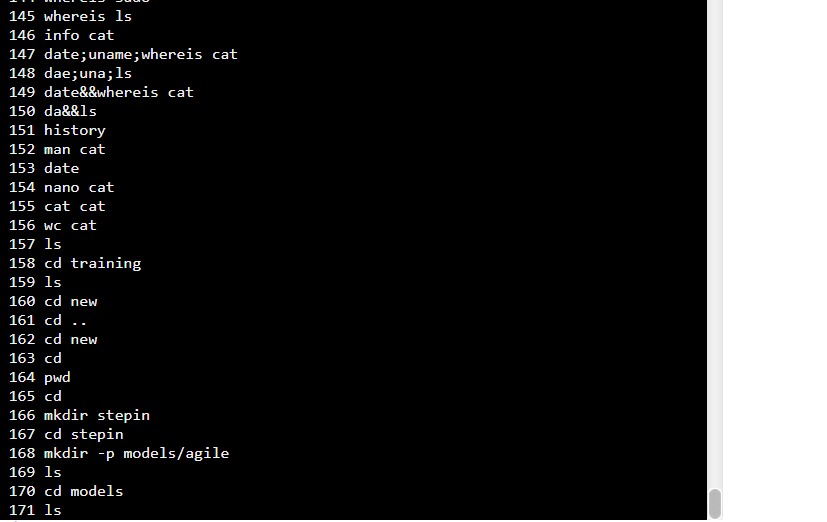 145 whereis ls
146 info cat
147 date;uname;whereis cat
148 dae;una;ls
149 date&&whereis cat
150 da&&ls
151 history
152 man cat
153 date
154 nano cat
155 cat cat
156 wc cat
157 ls
158 cd training
159 ls
160 cd new
161 cd ..
162 cd new
163 cd
164 pwd
165 cd
166 mkdir stepin
167 cd stepin
168 mkdir -p models/agile
169 ls
170 cd models
171 ls